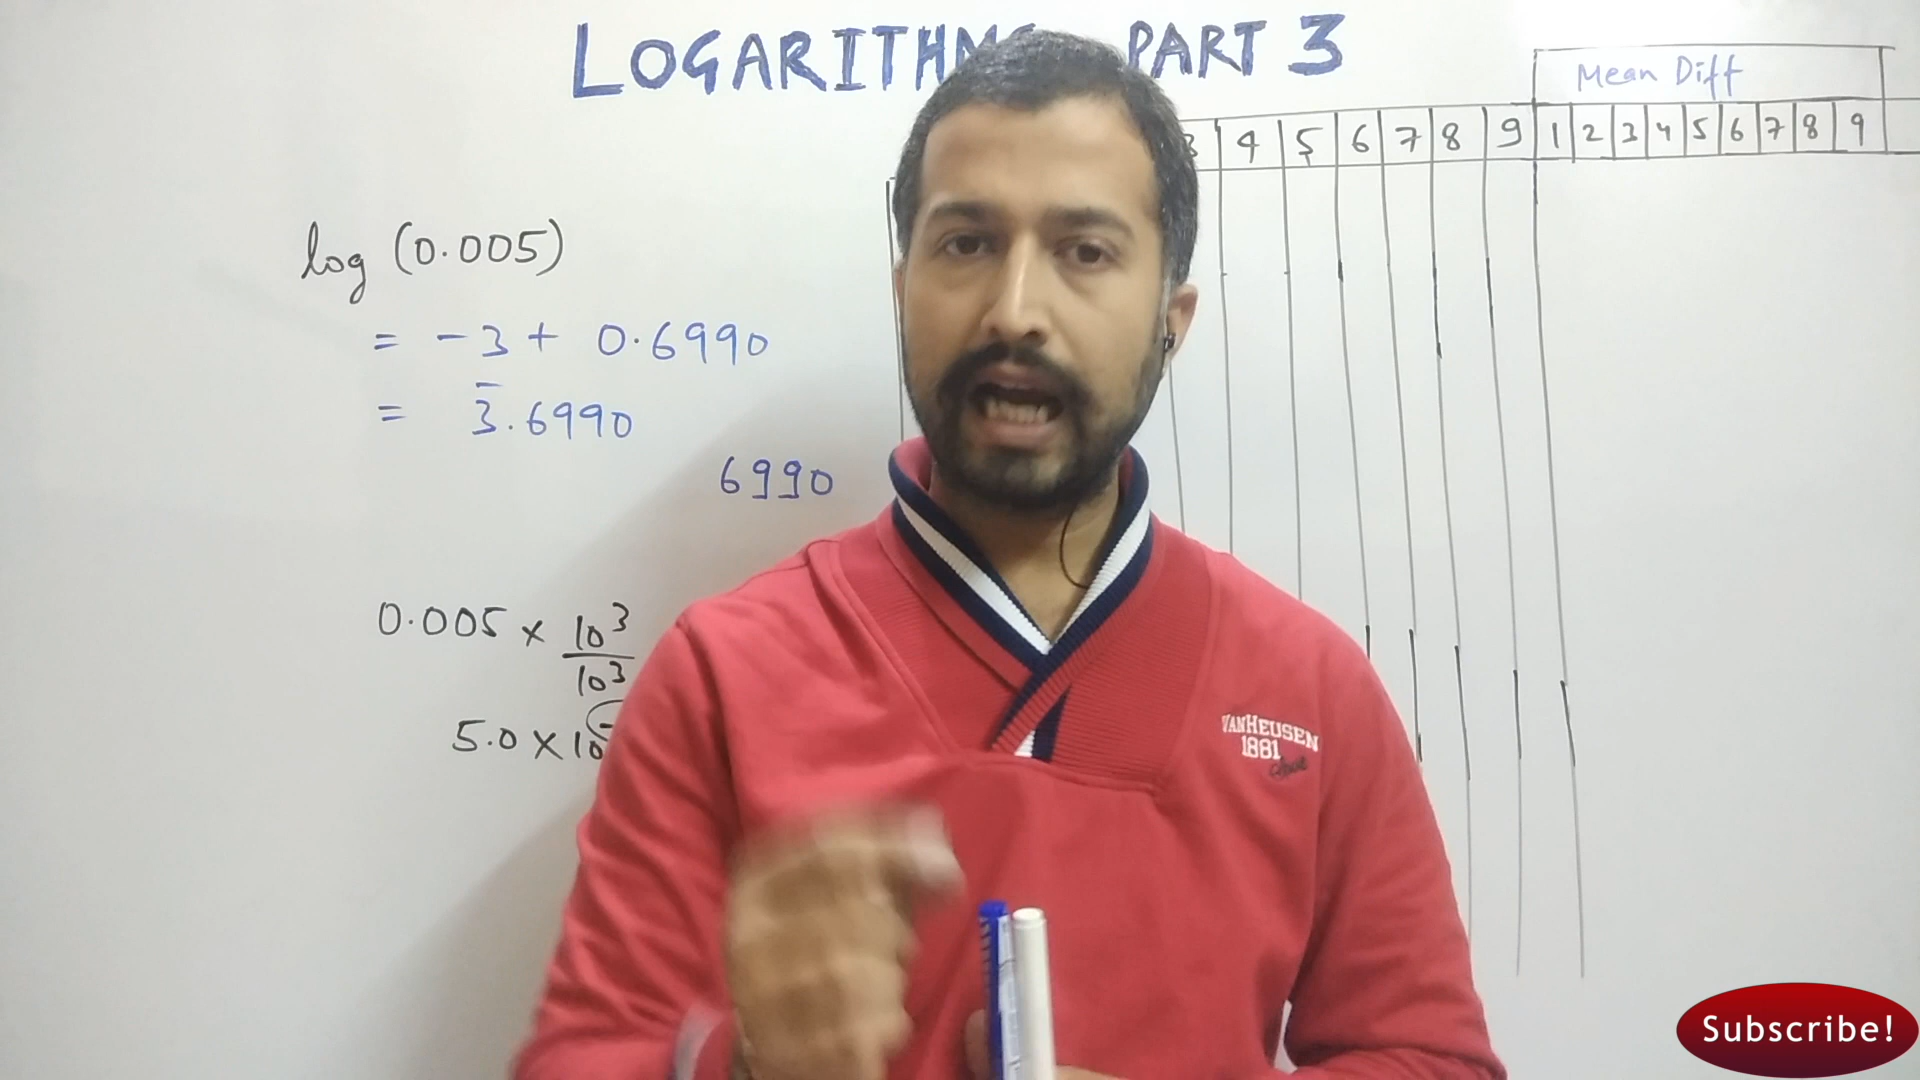 LOGARITHMS PART 3
Mean Diff
3 4 5 6 7 8 9 1 2 3 4 5 6 7 8 9
log (0.005)
= -3 + 0.6990
= 3̅.6990
6990
0.005 × 10³/10³
5.0 × 10
VANHEUSEN
1881
Subscribe!